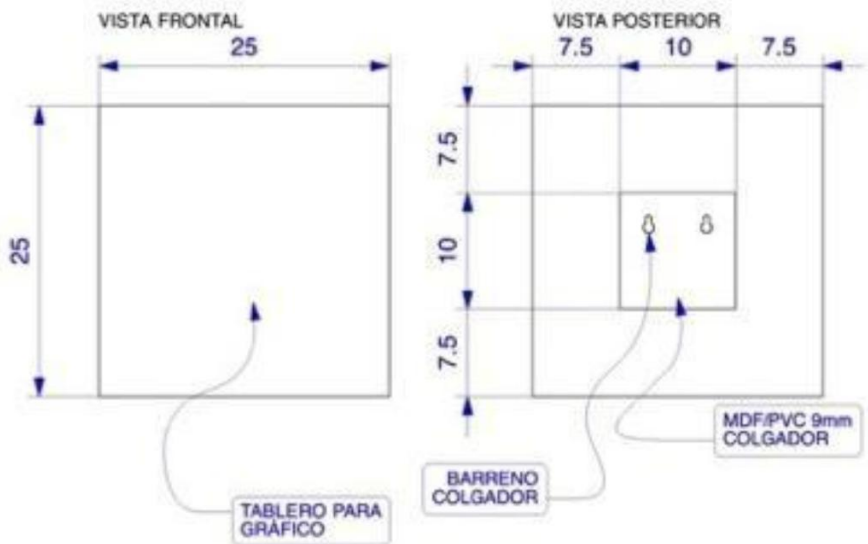 VISTA FRONTAL
25
25
TABLERO PARA
GRÁFICO
VISTA POSTERIOR
7.5
10
7.5
7.5
10
7.5
MDF/PVC 9mm
COLGADOR
BARRENO
COLGADOR